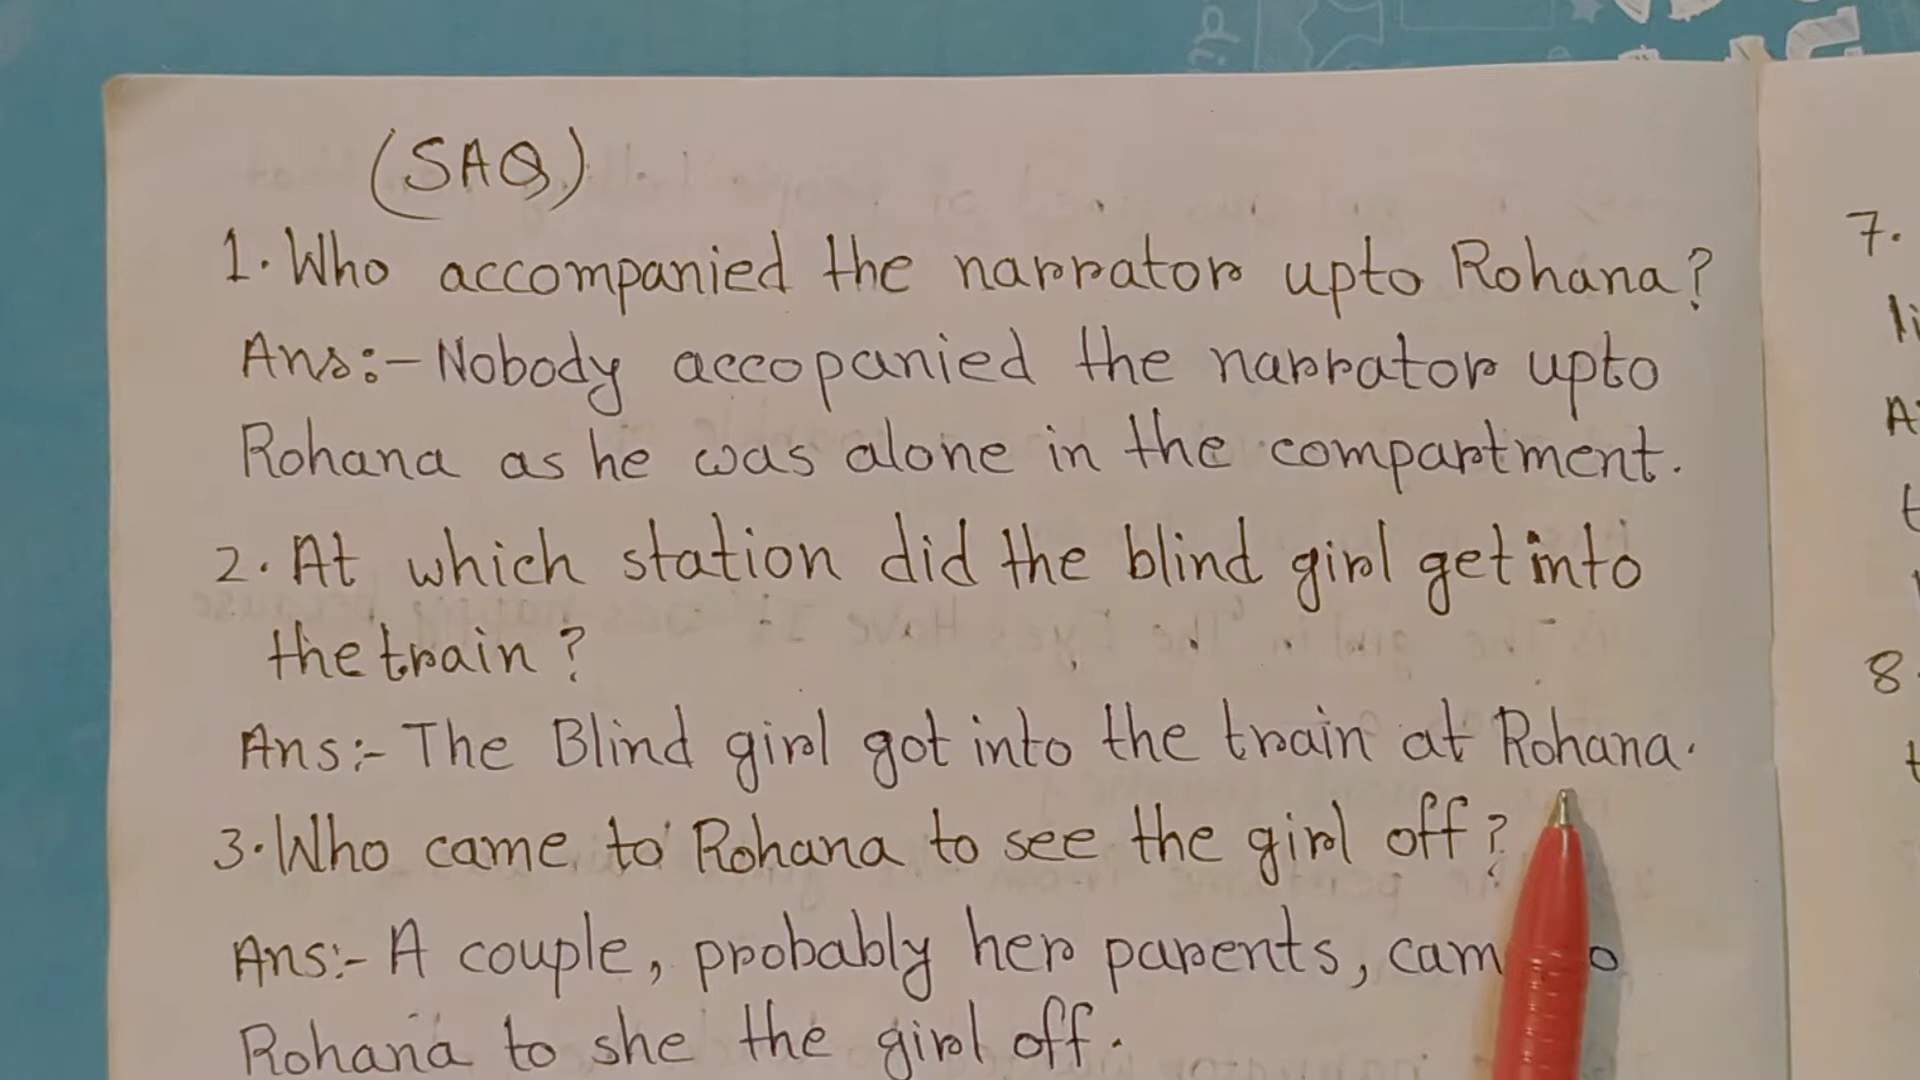 (SAQ)
1. Who accompanied the narrator upto Rohana?
Ans:- Nobody accopanied the narrator upto
Rohana as he was alone in the compartment.
2. At which station did the blind girl get into
the train?
Ans:- The Blind girl got into the train at Rohana.
3. Who came to Rohana to see the girl off?
Ans:- A couple, probably her parents,
Rohana to she the girl off.
7.
8.